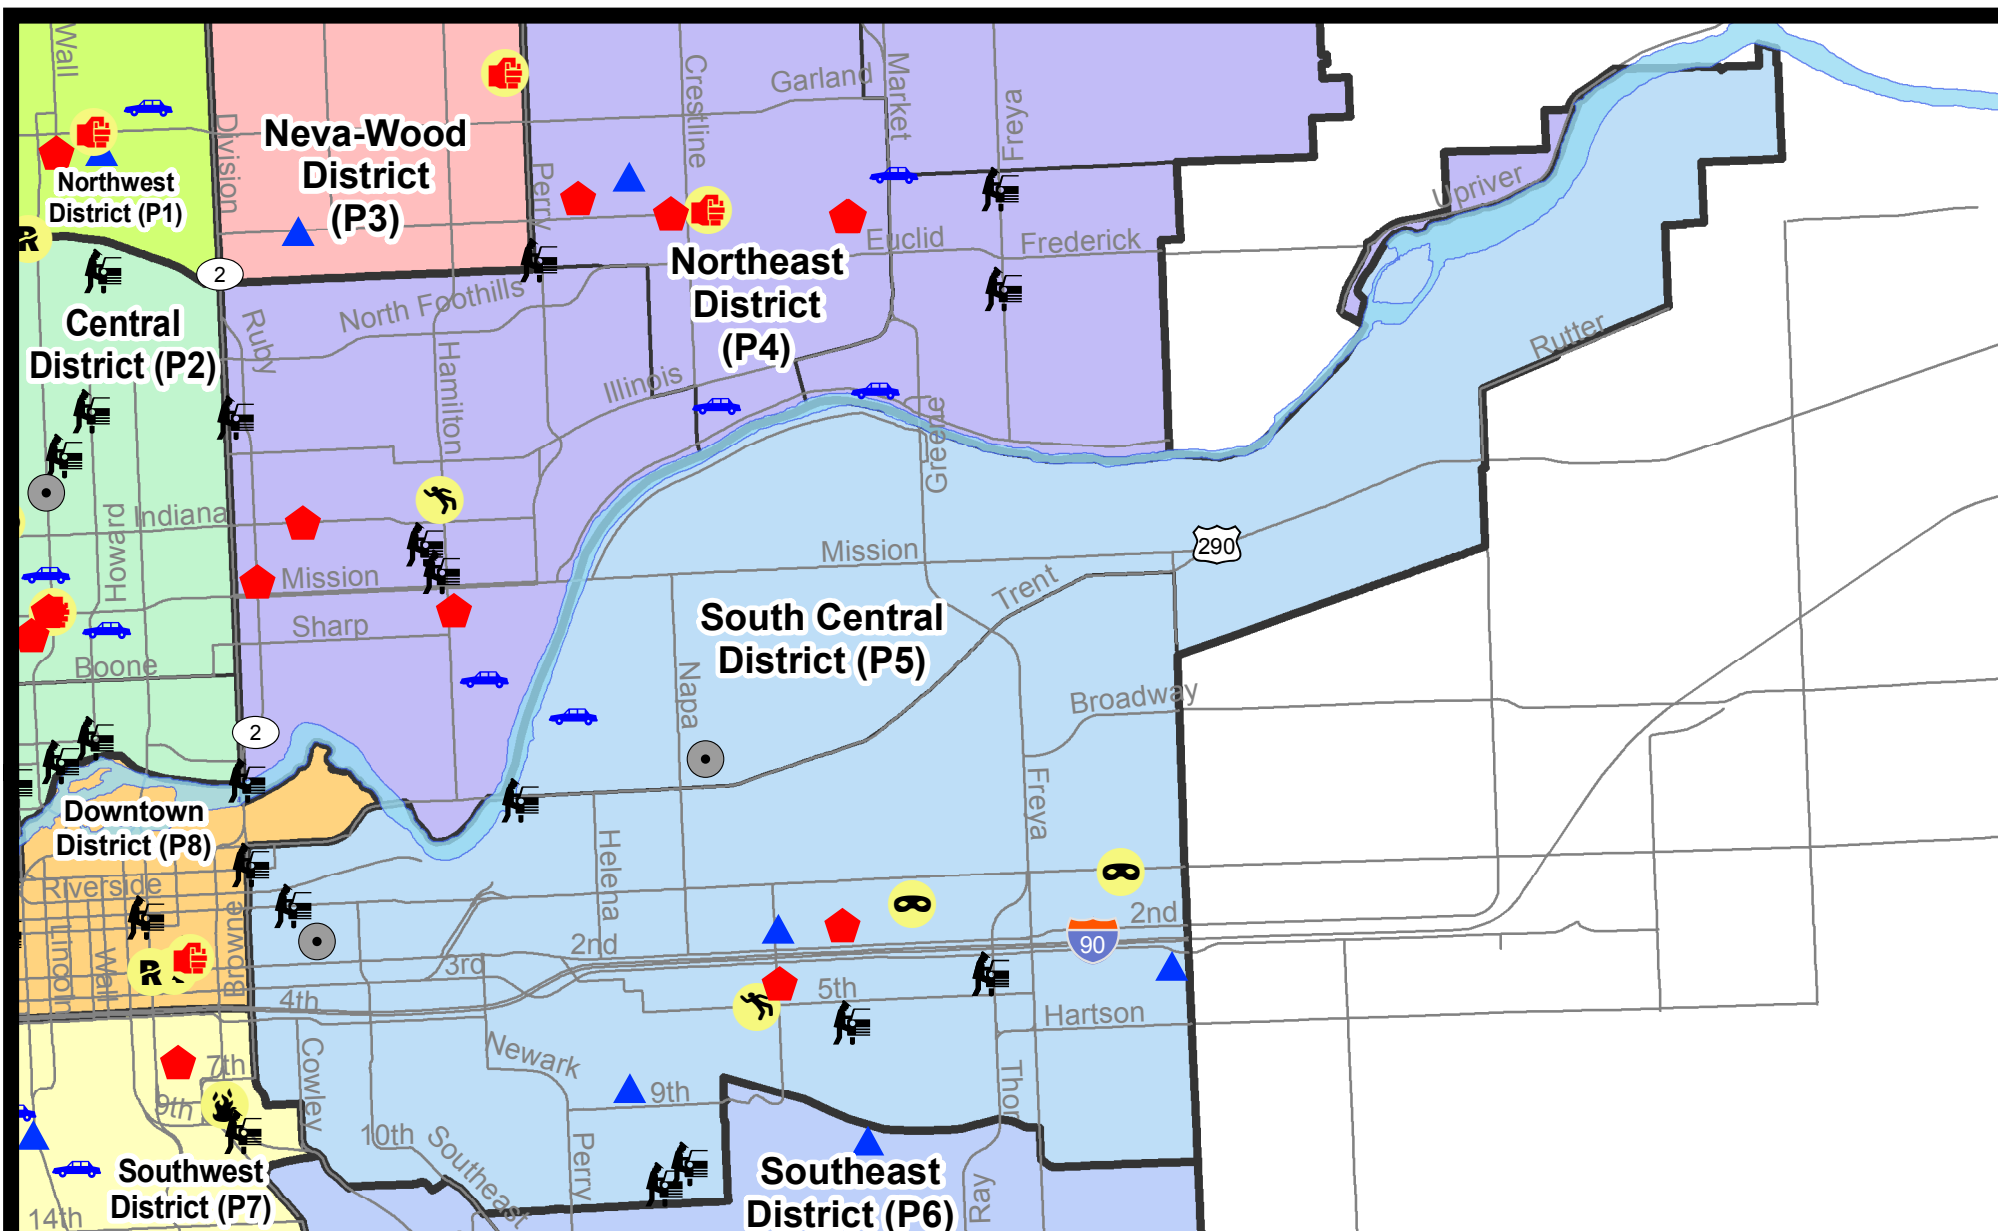 Wall
Garland
Crestline
Market
Freya
Division
Neva-Wood
District
(P3)
Perry
Northwest
District (P1)
R
Upriver
Euclid
Frederick
Northeast
District
(P4)
2
North Foothills
Central
District (P2)
Ruby
Hamilton
Illinois
Greene
Rutter
Howard
Indiana
Mission
290
Mission
Trent
South Central
District (P5)
Sharp
Boone
Napa
Broadway
2
Freya
Downtown
District (P8)
Helena
Riverside
2nd
Lincoln
Wall
Browne
2nd
90
3rd
R
4th
5th
Hartson
Newark
Cowley
7th
9th
9th
Thor
10th
Southeast
Perry
Southwest
District (P7)
Southeast
District (P6)
Ray
14th